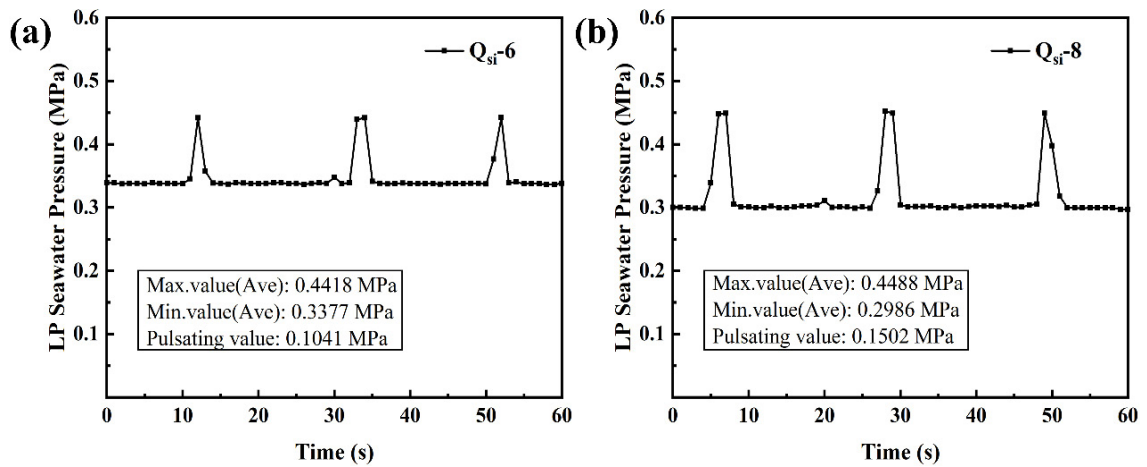 (a)
LP Seawater Pressure (MPa)
0.6
0.5
0.4
0.3
0.2
0.1
Qsi-6
Max.value(Ave): 0.4418 MPa
Min.value(Ave): 0.3377 MPa
Pulsating value: 0.1041 MPa
0 10 20 30 40 50 60
Time (s)
(b)
LP Seawater Pressure (MPa)
0.6
0.5
0.4
0.3
0.2
0.1
Qsi-8
Max.value(Ave): 0.4488 MPa
Min.value(Ave): 0.2986 MPa
Pulsating value: 0.1502 MPa
0 10 20 30 40 50 60
Time (s)